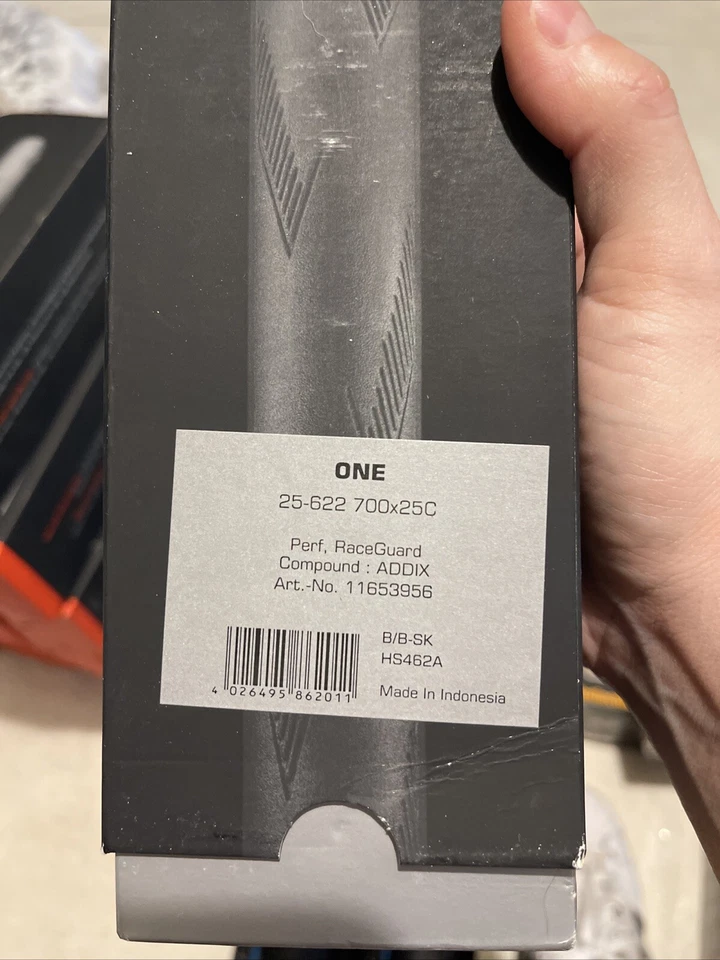 ONE
25-622 700x25C
Perf, RaceGuard
Compound : ADDIX
Art.-No. 11653956
B/B-SK
HS462A
4 026495 862011
Made In Indonesia